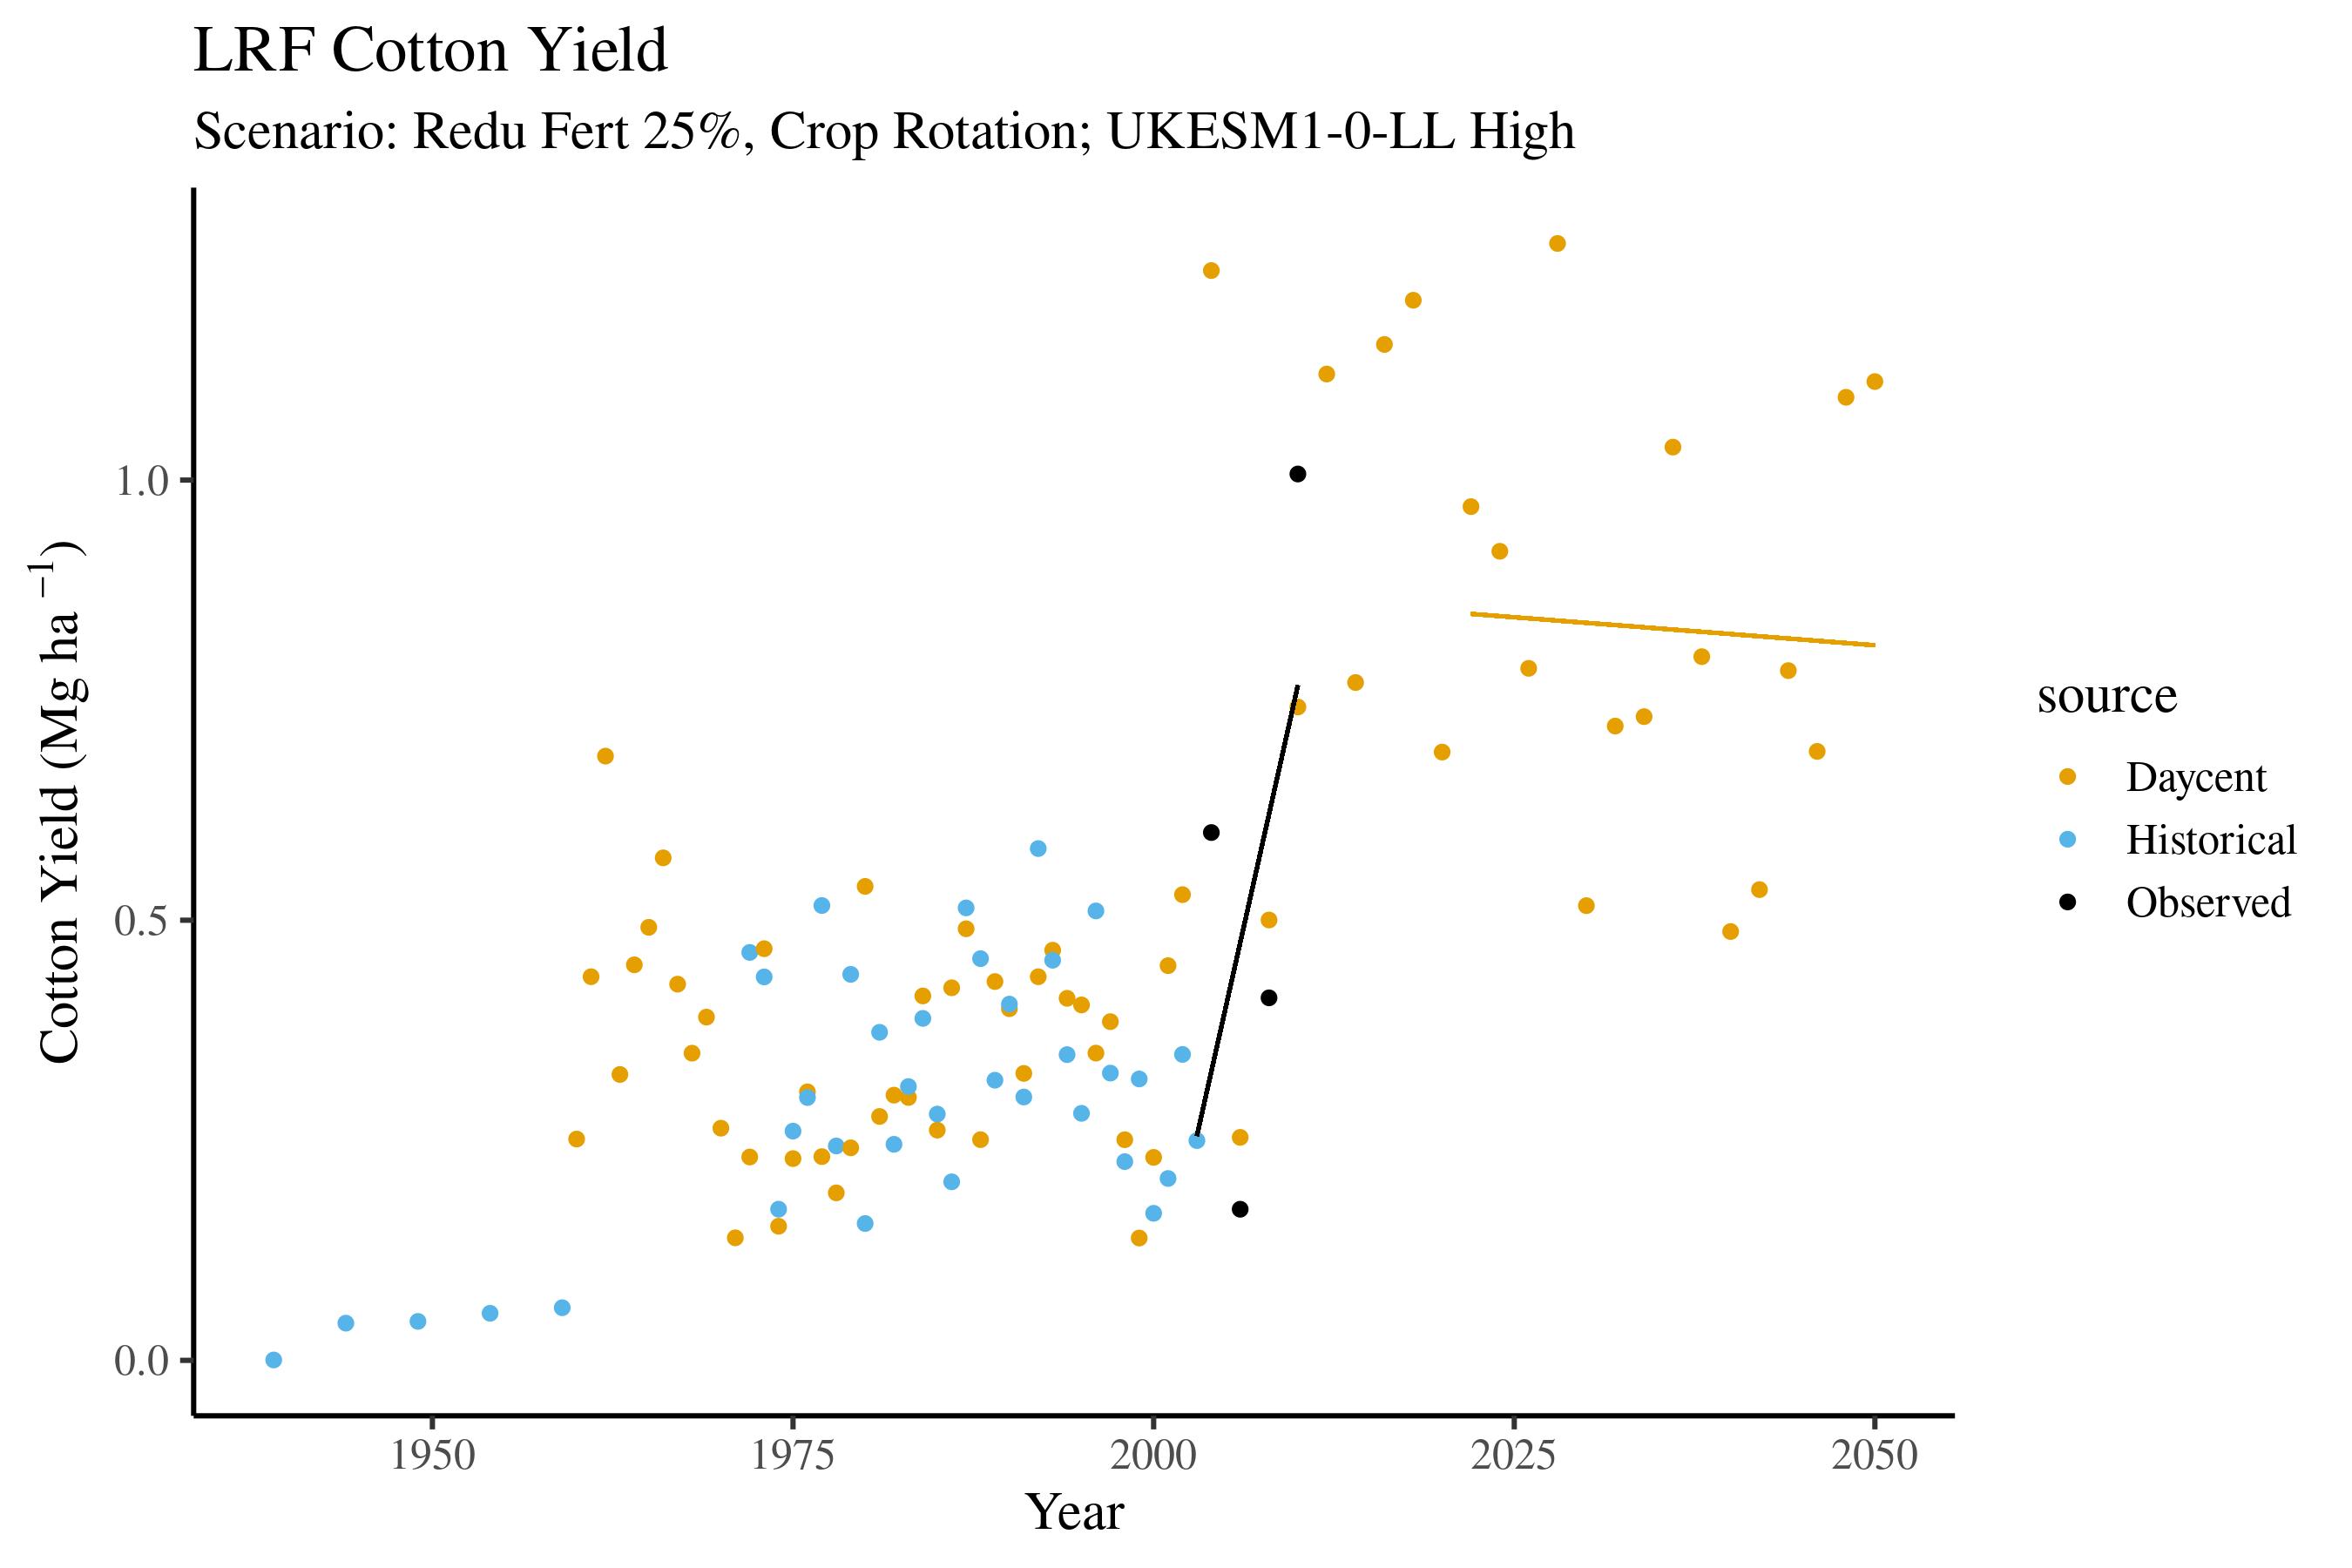 LRF Cotton Yield
Scenario: Redu Fert 25%, Crop Rotation; UKESM1-0-LL High
Cotton Yield (Mg ha −1)
1.0
0.5
0.0
1950 1975 2000 2025 2050
Year
source
Daycent
Historical
Observed